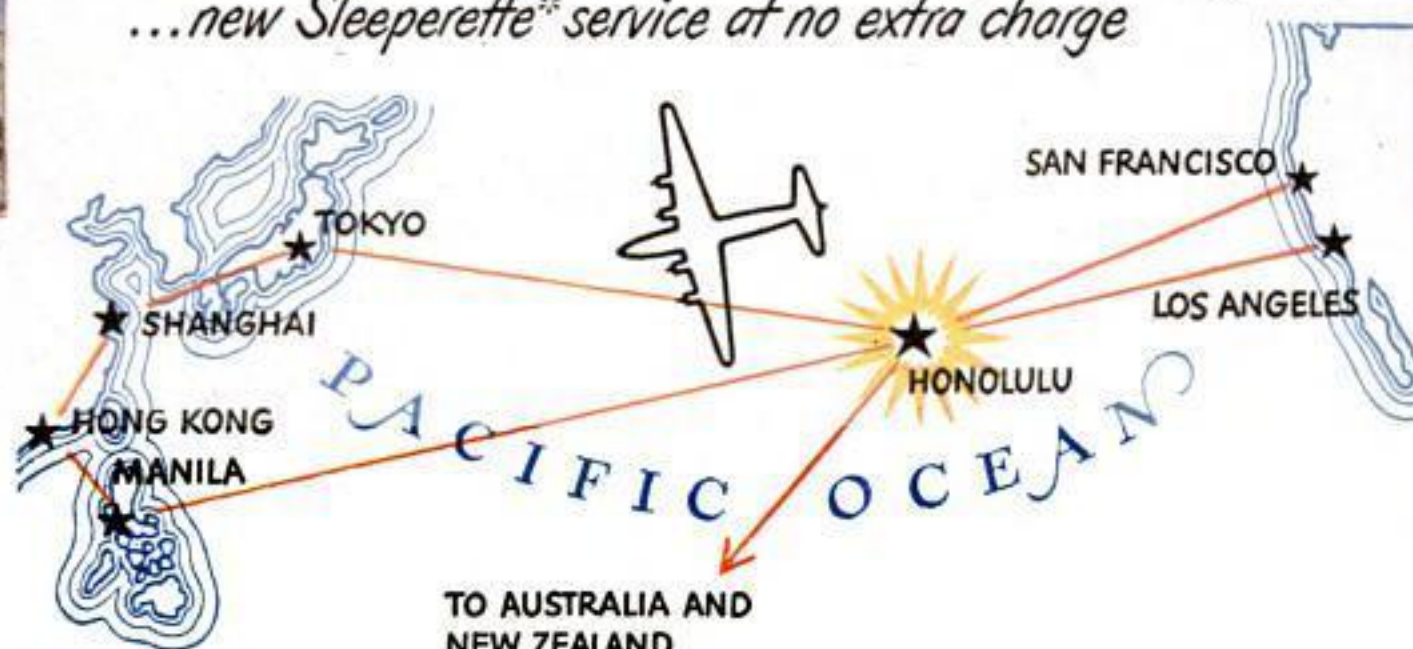 ...new Sleeperette* service at no extra charge
SAN FRANCISCO
TOKYO
LOS ANGELES
SHANGHAI
HONOLULU
HONG KONG
MANILA
PACIFIC OCEAN
TO AUSTRALIA AND
NEW ZEALAND